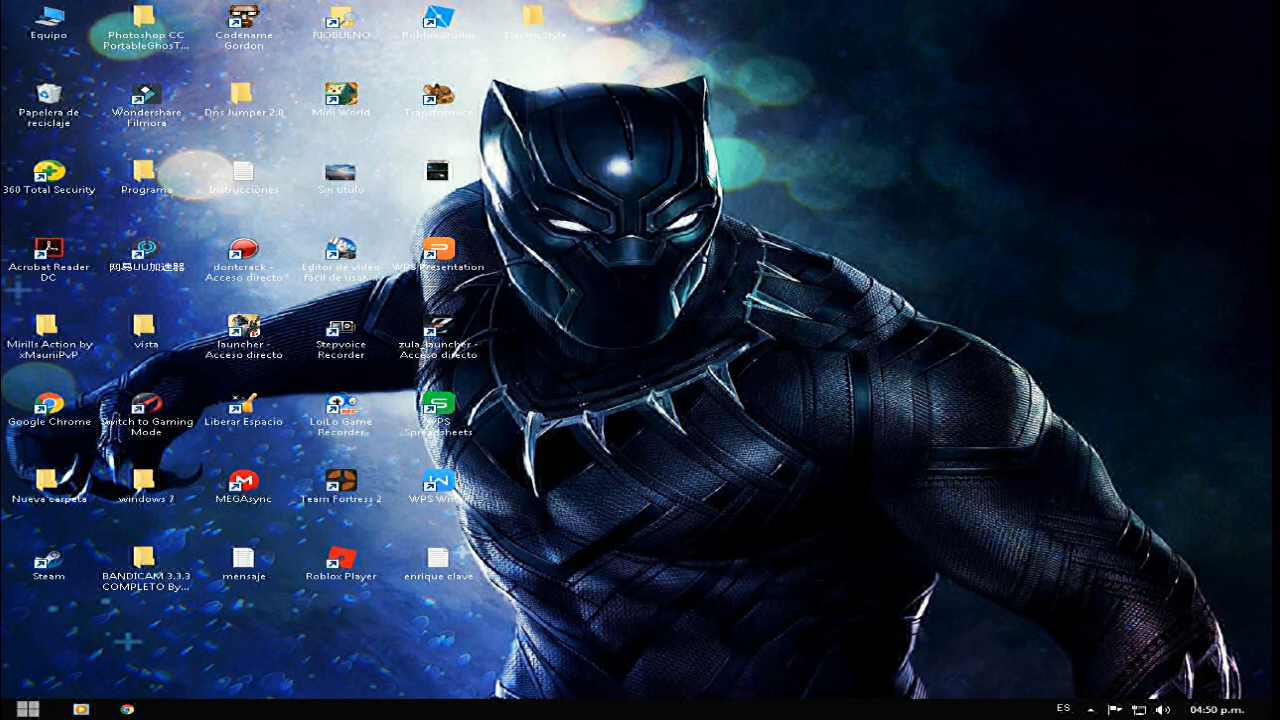 Equipo
Photoshop CC
PortableGhosT...
Codename
Gordon
RIOBUENO
Roblox Studio
ElectricStyle
Papelera de
reciclaje
Wondershare
Filmora
Dns Jumper 2.0
Mini World
Transformice
360 Total Security
Programa
Instrucciones
Sin título
Acrobat Reader
DC
网易UU加速器
dontcrack -
Acceso directo
Editor de video
fácil de usar...
WPS Presentation
Mirills Action by
xMauriiPvP
vista
launcher -
Acceso directo
Stepvoice
Recorder
zula_launcher -
Acceso directo
Google Chrome
Switch to Gaming
Mode
Liberar Espacio
LoiLo Game
Recorder
WPS
Spreadsheets
Nueva carpeta
windows 7
MEGAsync
Team Fortress 2
WPS Writer
Steam
BANDICAM 3.3.3
COMPLETO By...
mensaje
Roblox Player
enrique clave
ES
04:50 p.m.